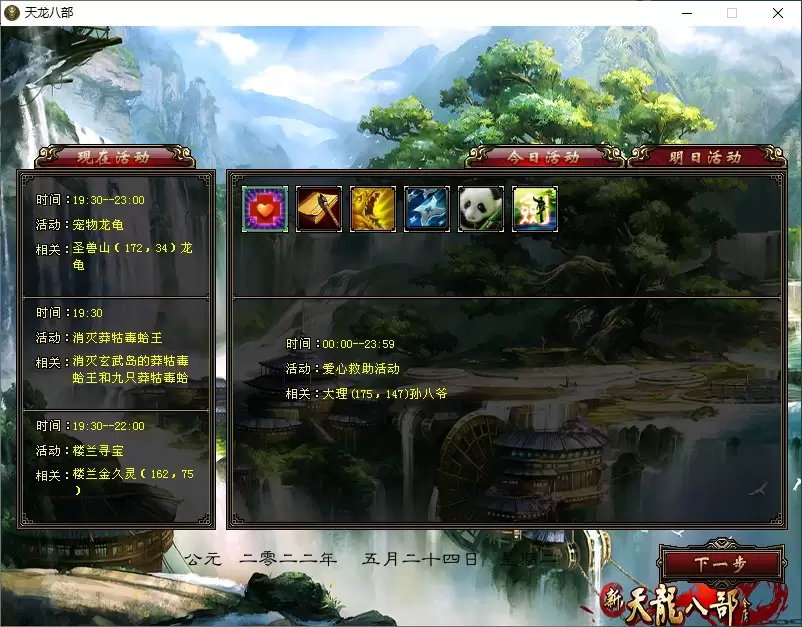 天龙八部
现在活动
今日活动
明日活动
时间：19:30--23:00
活动：宠物龙龟
相关：圣兽山（172，34）龙
龟
时间：19:30
活动：消灭莽牯毒蛤王
相关：消灭玄武岛的莽牯毒
蛤王和九只莽牯毒蛤
时间：19:30--22:00
活动：楼兰寻宝
相关：楼兰金久灵（162，75
）
时间：00:00--23:59
活动：爱心救助活动
相关：大理(175，147)孙八爷
公元 二零二二年 五月二十四日 星期二
下一步
新天龍八部